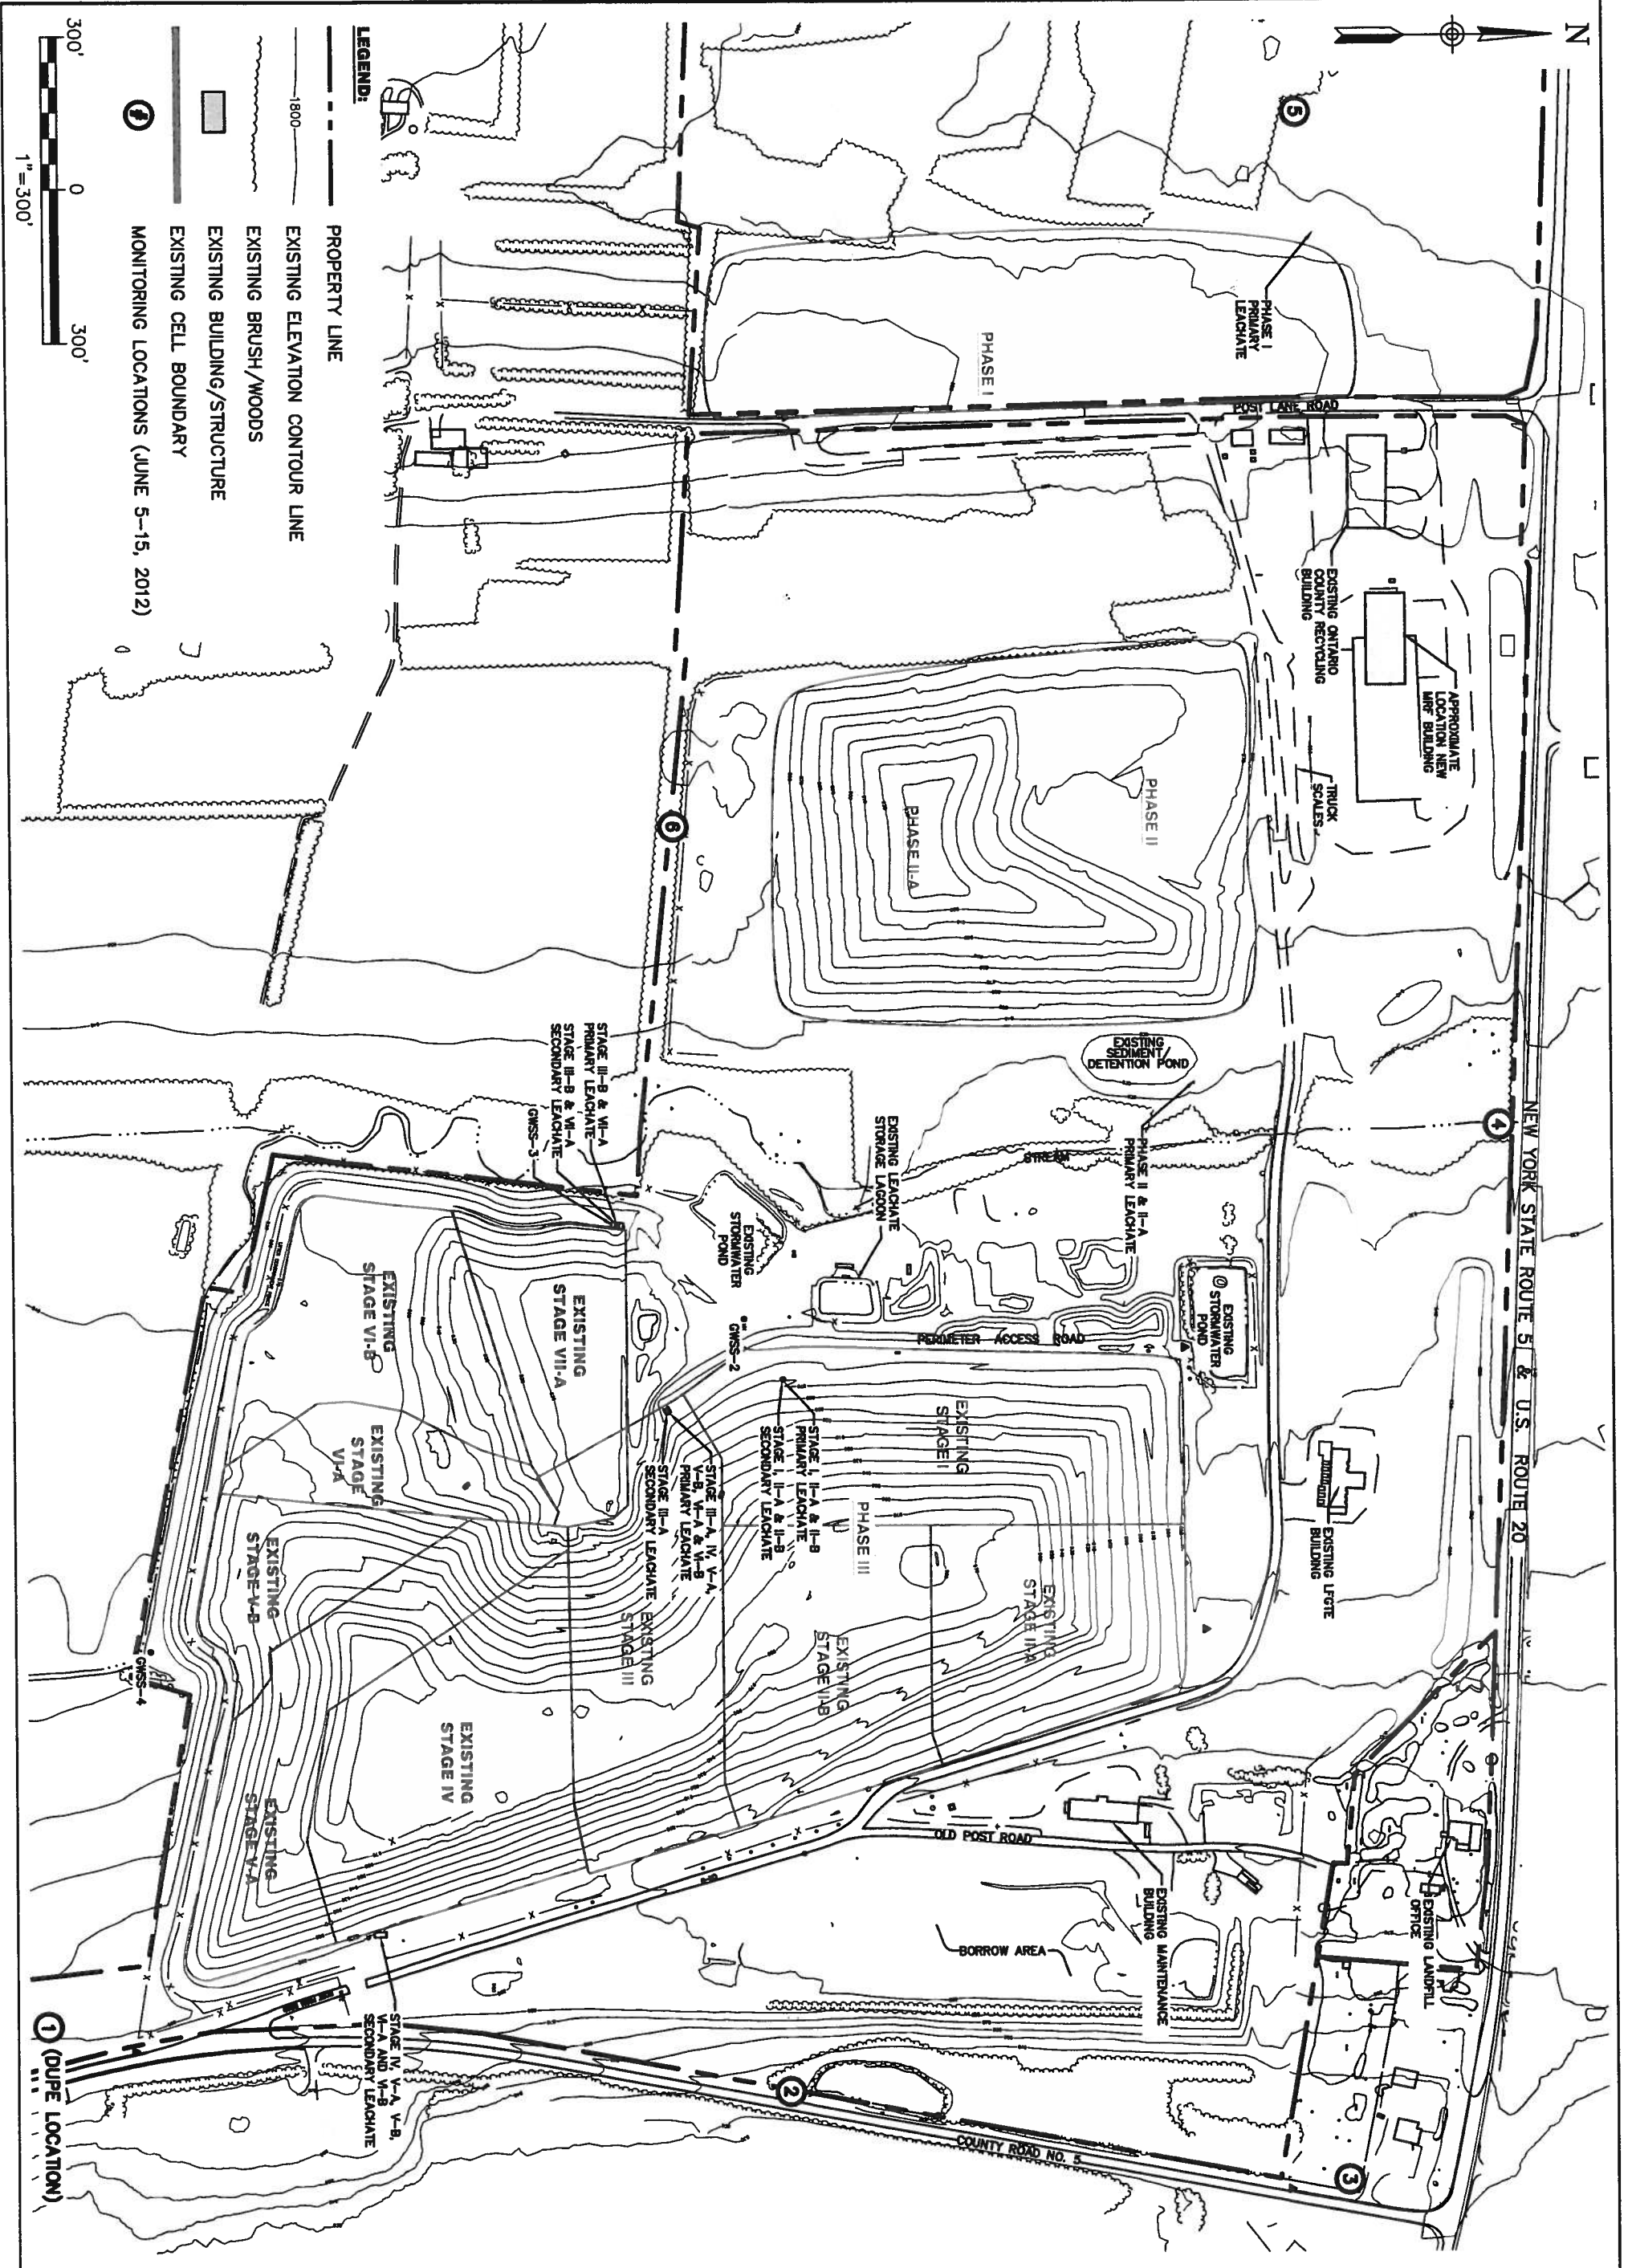 N
NEW YORK STATE ROUTE 5 & U.S. ROUTE 20
5
4
3
6
2
1 (DUPE LOCATION)
PHASE I
PRIMARY
LEACHATE
PHASE I
POST LANE ROAD
EXISTING ONTARIO
COUNTY RECYCLING
BUILDING
APPROXIMATE
LOCATION NEW
MRF BUILDING
TRUCK
SCALES
PHASE II
PHASE II-A
EXISTING
SEDIMENT/
DETENTION POND
PHASE II & II-A
PRIMARY LEACHATE
STREAM
EXISTING
STORMWATER
POND
EXISTING LEACHATE
STORAGE LAGOON
EXISTING
STORMWATER
POND
PERIMETER ACCESS ROAD
EXISTING LFGTE
BUILDING
GWSS-2
STAGE III-B & VII-A
PRIMARY LEACHATE
STAGE III-B & VII-A
SECONDARY LEACHATE
GWSS-3
STAGE I, II-A & II-B
PRIMARY LEACHATE
STAGE I, II-A & II-B
SECONDARY LEACHATE
STAGE III-A, IV, V-A,
V-B, VI-A & VI-B
PRIMARY LEACHATE
STAGE III-A
SECONDARY LEACHATE
EXISTING
STAGE I
PHASE III
EXISTING
STAGE II-A
EXISTING
STAGE II-B
EXISTING
STAGE III
EXISTING
STAGE IV
EXISTING
STAGE VII-A
EXISTING
STAGE VI-B
EXISTING
STAGE
VI-A
EXISTING
STAGE V-B
EXISTING
STAGE V-A
GWSS-4
OLD POST ROAD
EXISTING MAINTENANCE
BUILDING
EXISTING LANDFILL
OFFICE
BORROW AREA
COUNTY ROAD NO. 5
STAGE IV, V-A, V-B,
VI-A AND VI-B
SECONDARY LEACHATE
LEGEND:
PROPERTY LINE
1800
EXISTING ELEVATION CONTOUR LINE
EXISTING BRUSH/WOODS
EXISTING BUILDING/STRUCTURE
EXISTING CELL BOUNDARY
# MONITORING LOCATIONS (JUNE 5-15, 2012)
300' 0 300'
1"=300'